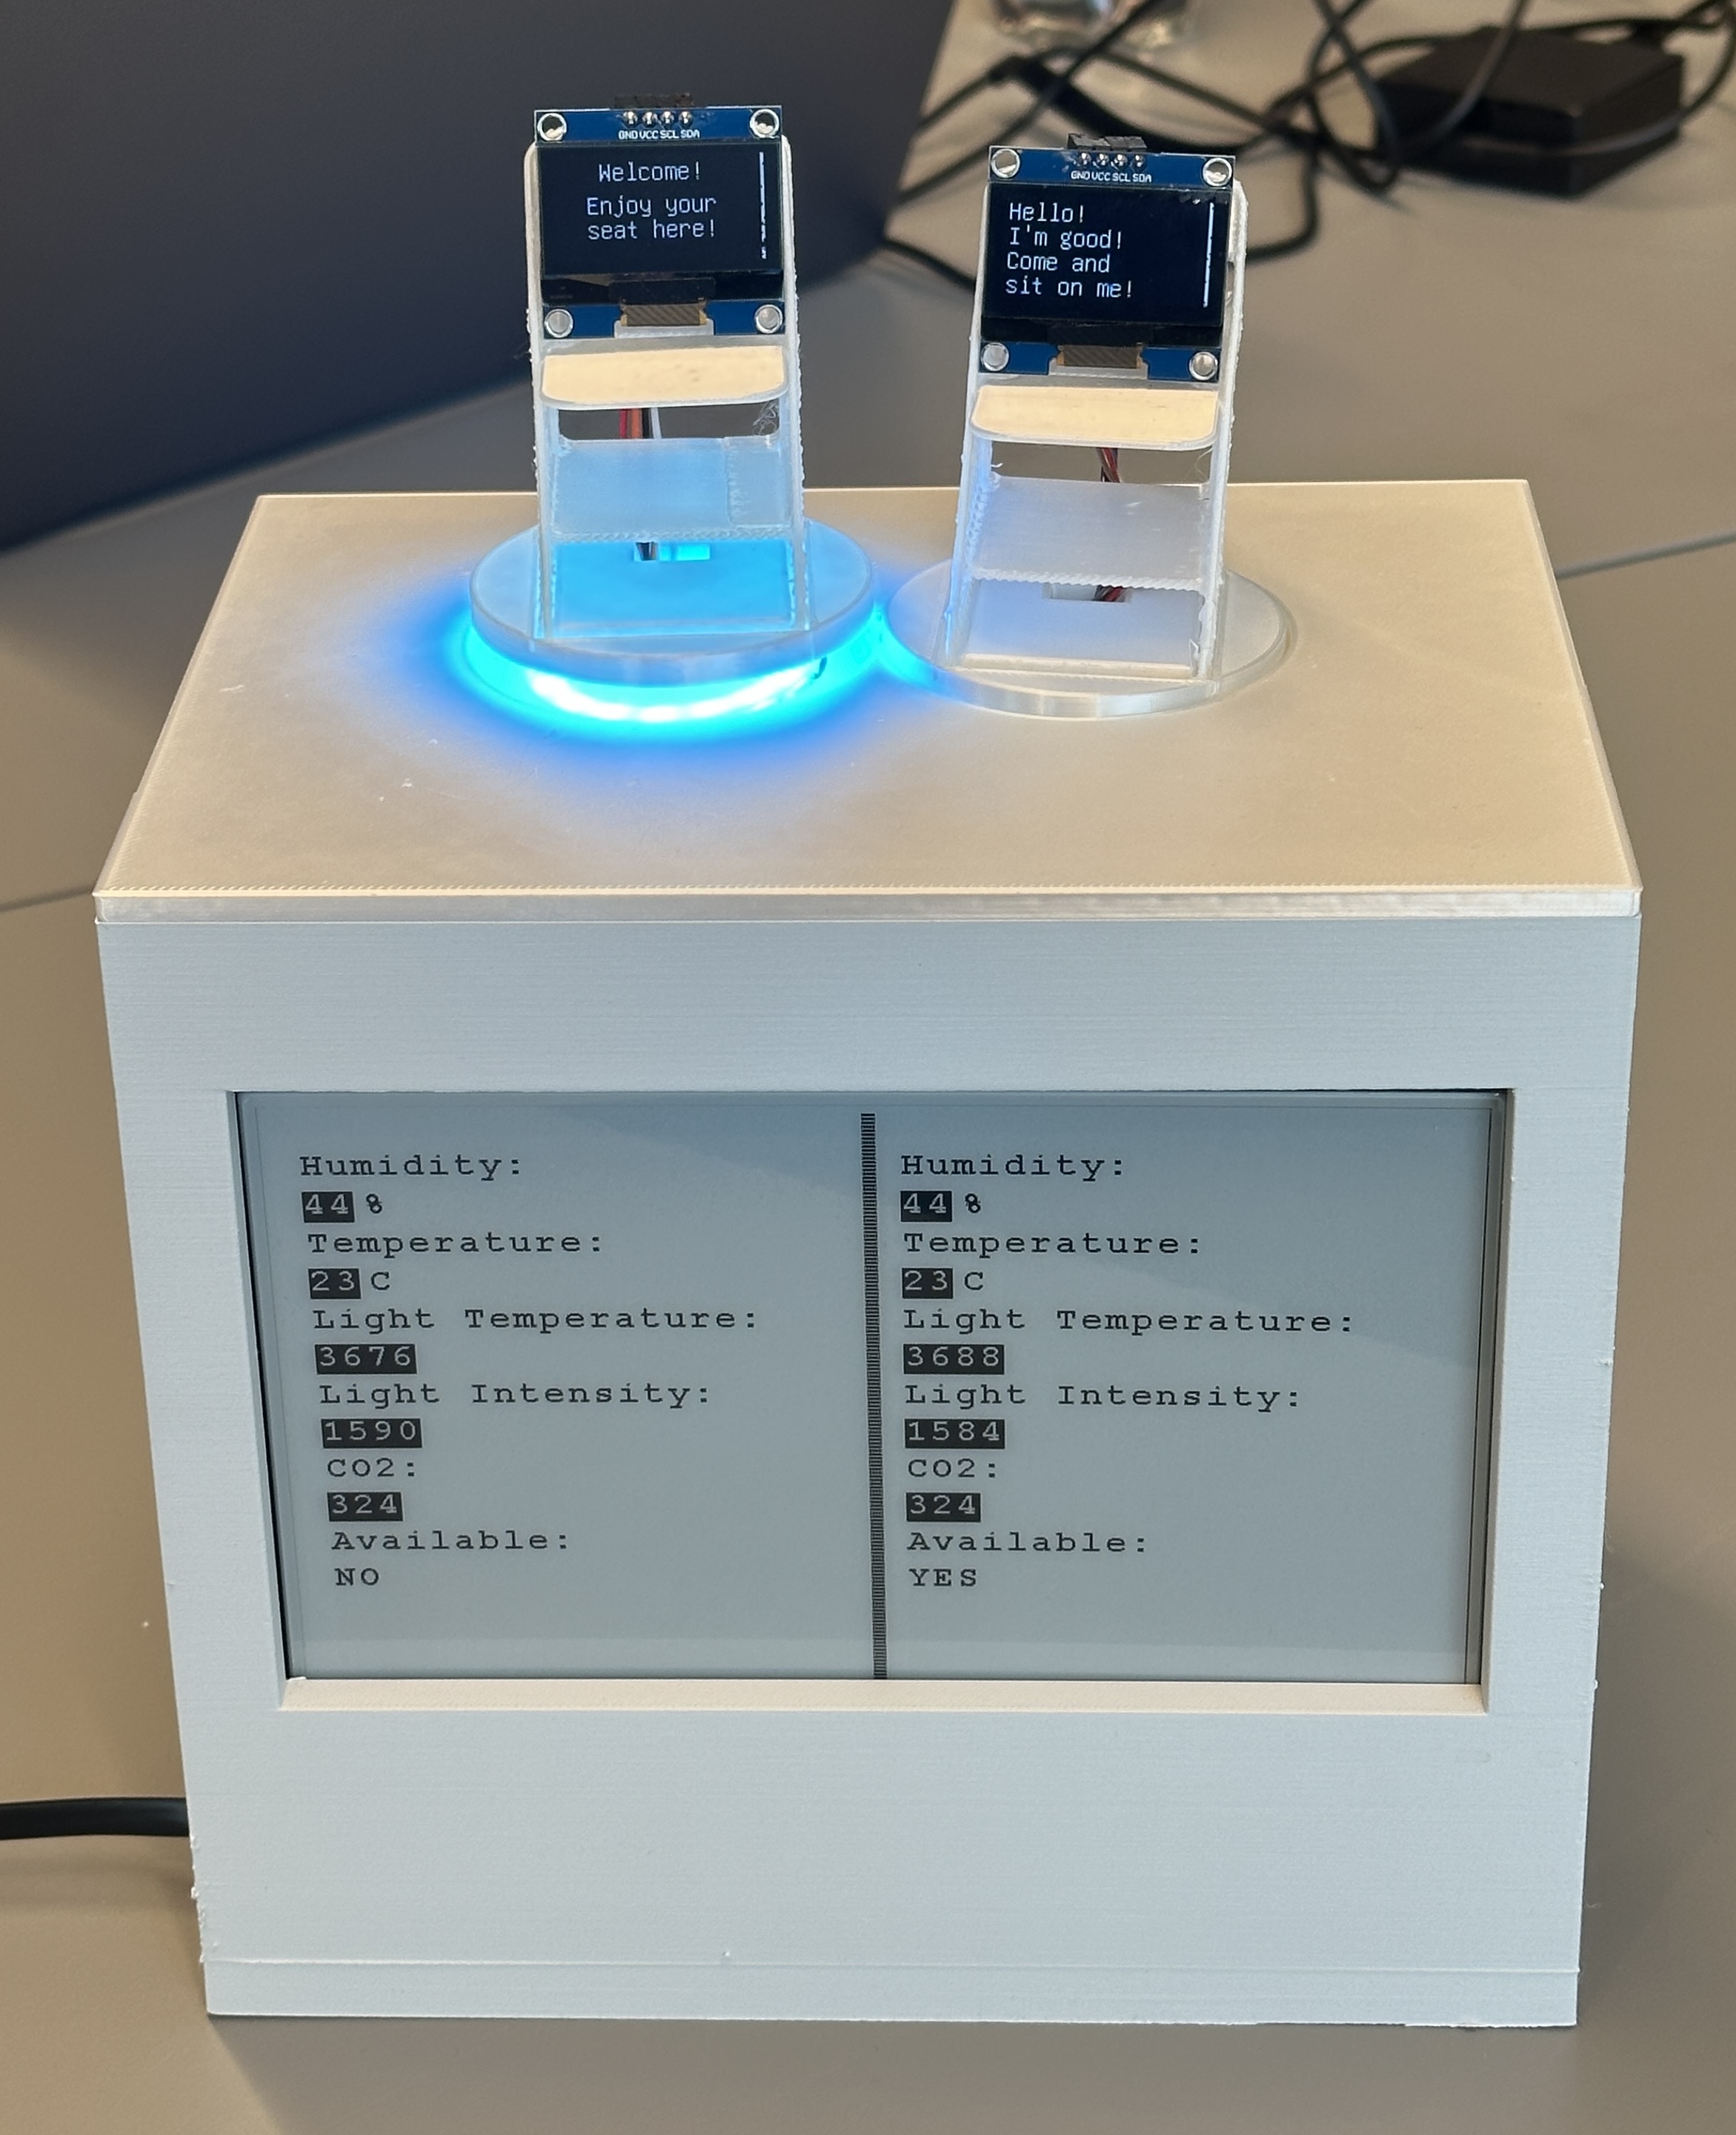 GND VCC SCL SDA
Welcome!
Enjoy your
seat here!
GND VCC SCL SDA
Hello!
I'm good!
Come and
sit on me!
Humidity:
44 %
Temperature:
23 C
Light Temperature:
3676
Light Intensity:
1590
CO2:
324
Available:
NO
Humidity:
44 %
Temperature:
23 C
Light Temperature:
3688
Light Intensity:
1584
CO2:
324
Available:
YES